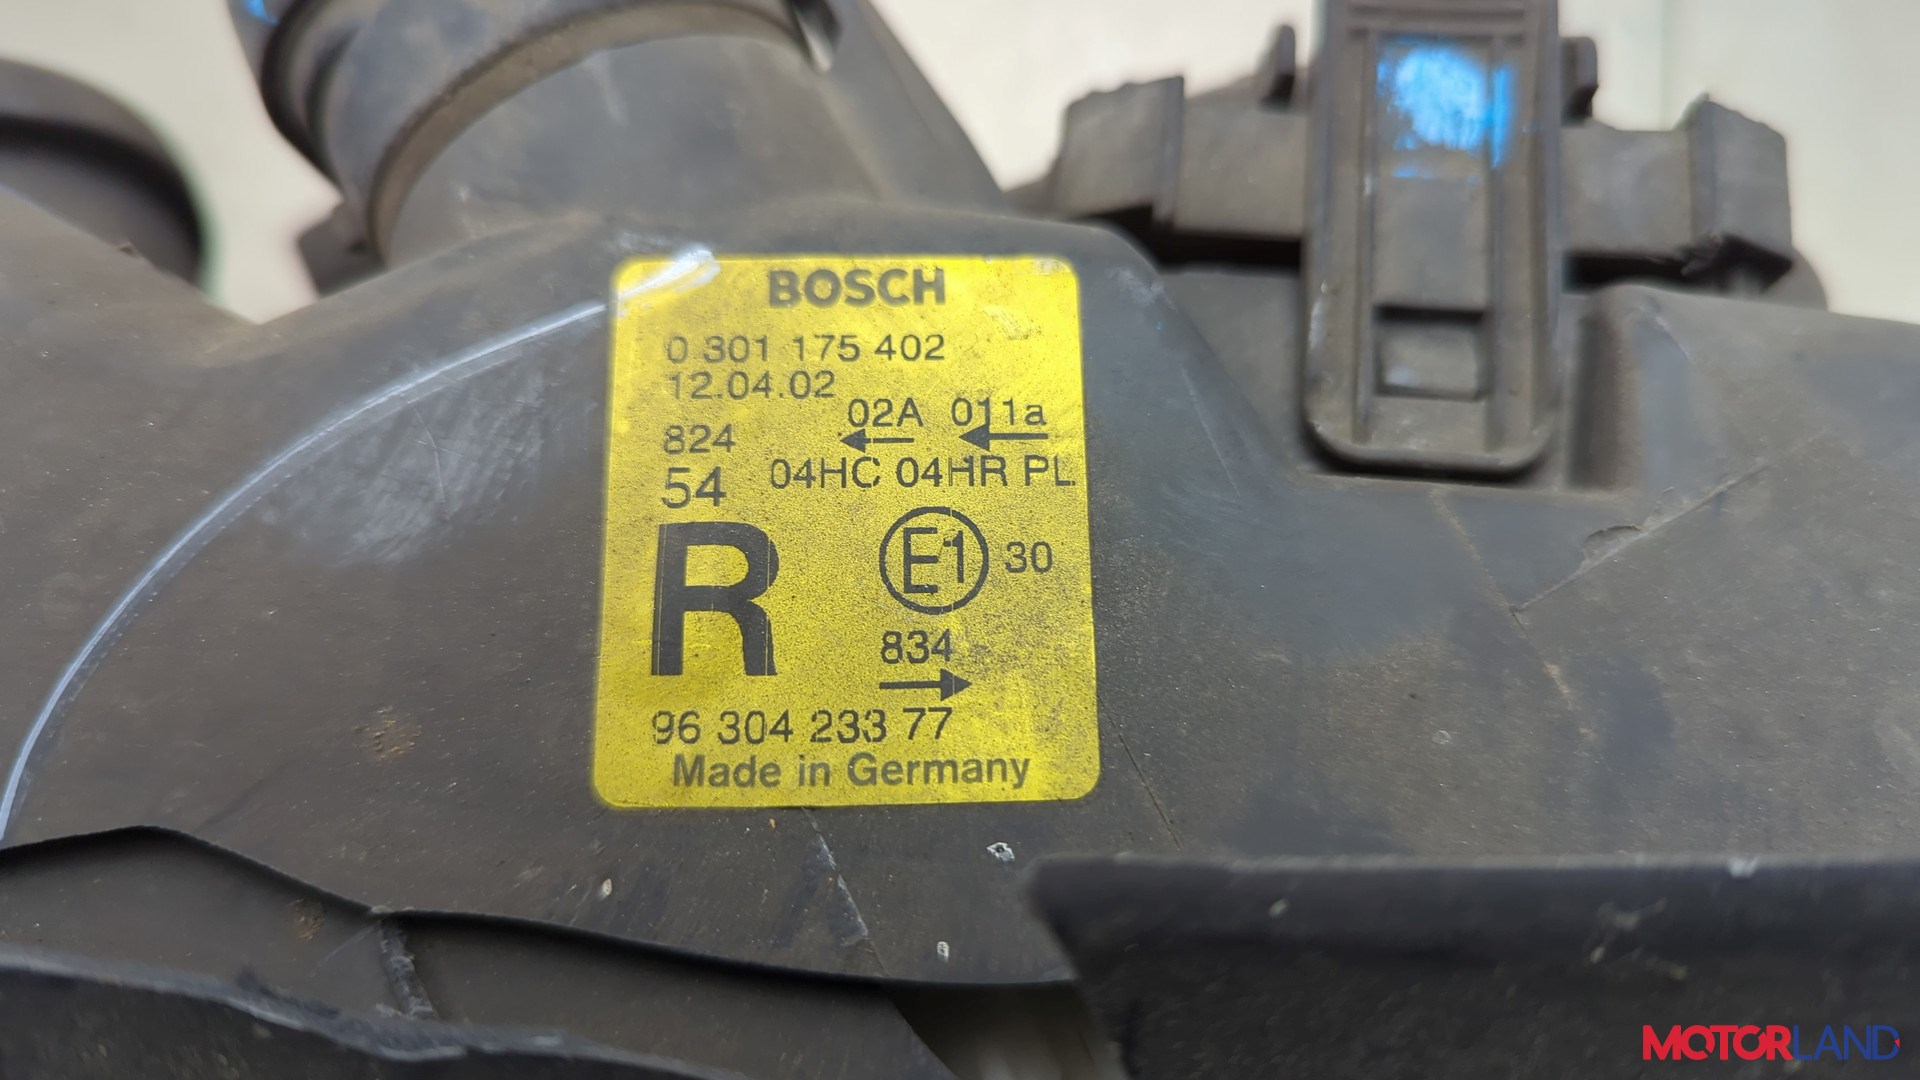 BOSCH
0 301 175 402
12.04.02
02A 011a
824
54 04HC 04HR PL
R E1 30
834
96 304 233 77
Made in Germany
MOTORLAND